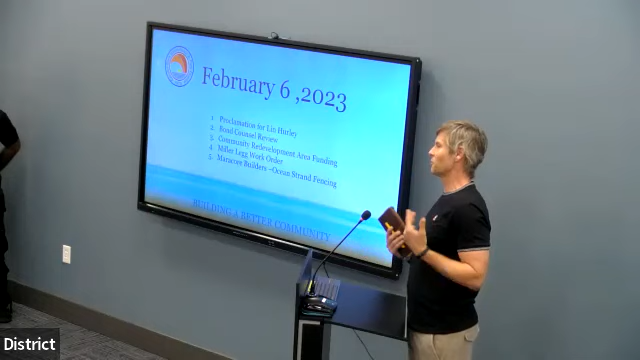 February 6 ,2023
1 Proclamation for Lin Hurley
2 Bond Counsel Review
3 Community Redevelopment Area Funding
4 Miller Legg Work Order
5 Maracore Builders –Ocean Strand Fencing
BUILDING A BETTER COMMUNITY
District